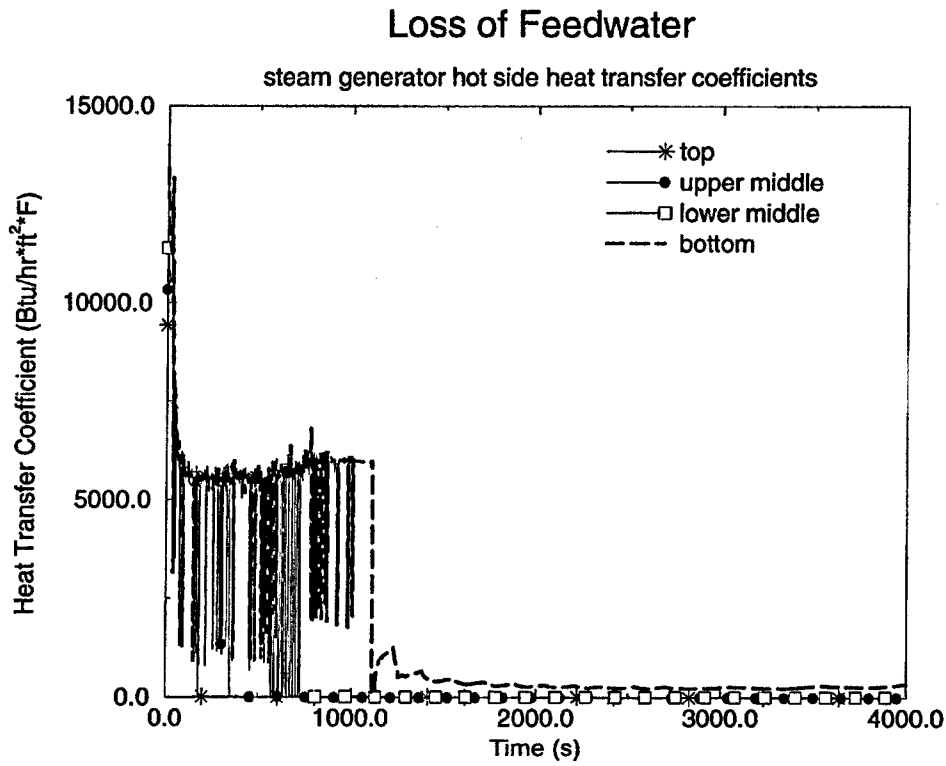 Loss of Feedwater
steam generator hot side heat transfer coefficients
15000.0
10000.0
5000.0
0.0
Heat Transfer Coefficient (Btu/hr*ft²*F)
top
upper middle
lower middle
bottom
0.0 1000.0 2000.0 3000.0 4000.0
Time (s)